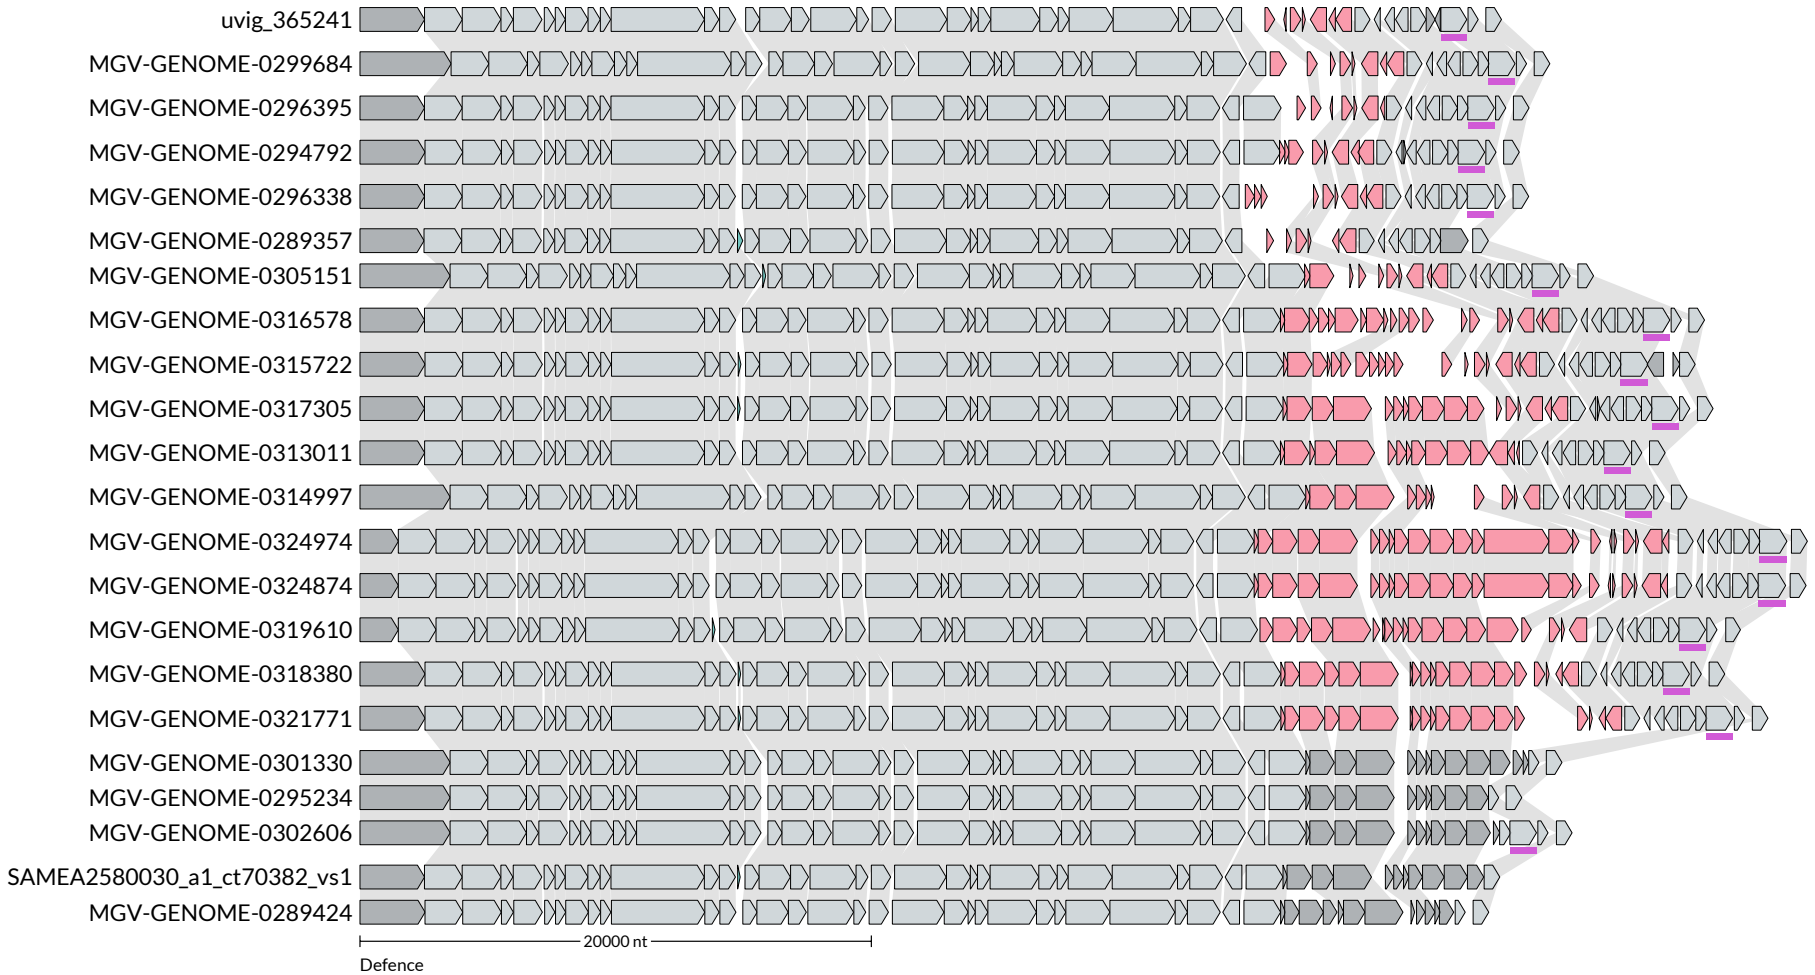 uvig_365241
MGV-GENOME-0299684
MGV-GENOME-0296395
MGV-GENOME-0294792
MGV-GENOME-0296338
MGV-GENOME-0289357
MGV-GENOME-0305151
MGV-GENOME-0316578
MGV-GENOME-0315722
MGV-GENOME-0317305
MGV-GENOME-0313011
MGV-GENOME-0314997
MGV-GENOME-0324974
MGV-GENOME-0324874
MGV-GENOME-0319610
MGV-GENOME-0318380
MGV-GENOME-0321771
MGV-GENOME-0301330
MGV-GENOME-0295234
MGV-GENOME-0302606
SAMEA2580030_a1_ct70382_vs1
MGV-GENOME-0289424
20000 nt
Defence